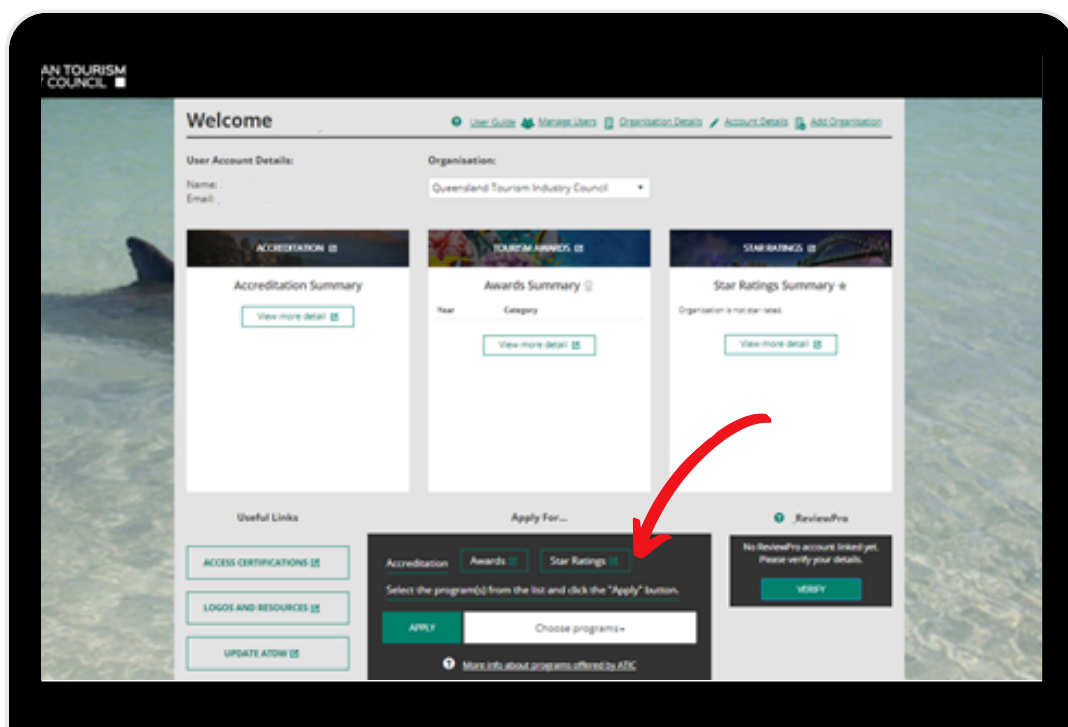 AN TOURISM
COUNCIL
Welcome
User Guide Manage Users Organisation Details Account Details Add Organisation
User Account Details:
Organisation:
Name:
Email:
Queensland Tourism Industry Council
ACCREDITATION
TOURISM AWARDS
STAR RATINGS
Accreditation Summary
View more detail
Awards Summary
Year Category
View more detail
Star Ratings Summary
Organisation is not star rated.
View more detail
Useful Links
ACCESS CERTIFICATIONS
LOGOS AND RESOURCES
UPDATE ATDW
Apply For...
Accreditation Awards Star Ratings
Select the program(s) from the list and click the "Apply" button.
APPLY Choose programs
More info about programs offered by ATIC
_ReviewPro
No ReviewPro account linked yet.
Please verify your details.
VERIFY